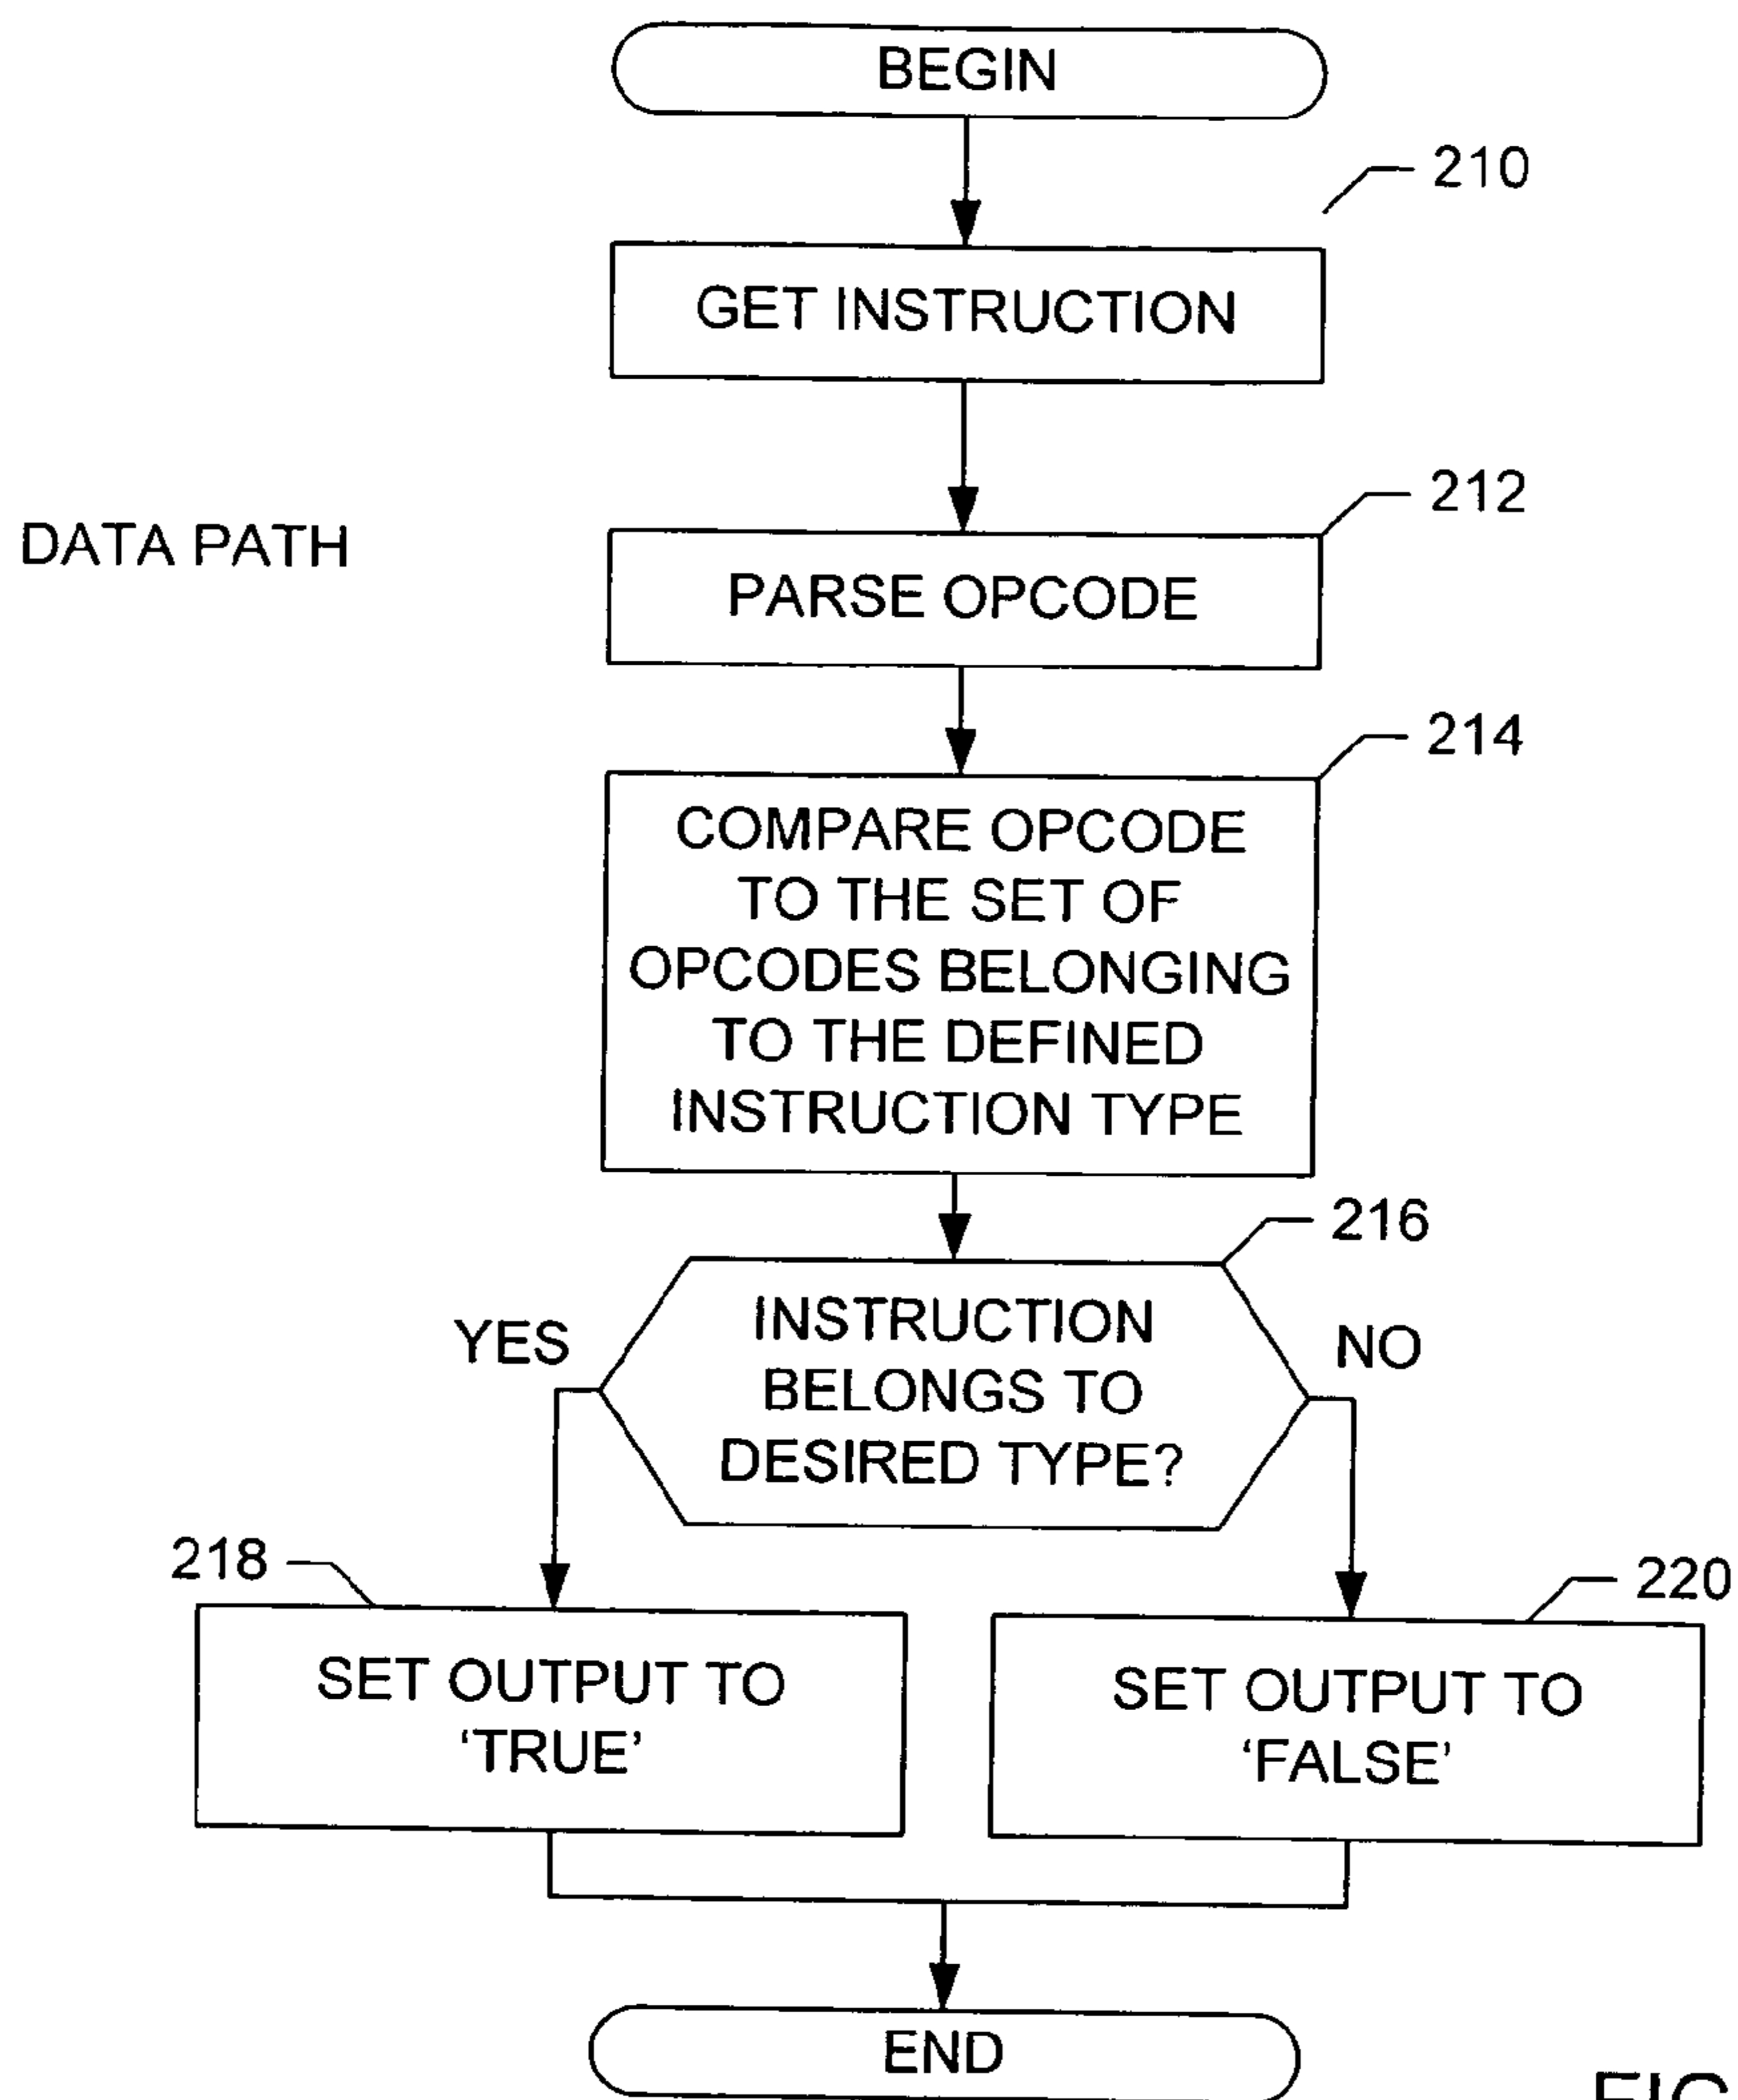 BEGIN
210
GET INSTRUCTION
212
DATA PATH
PARSE OPCODE
214
COMPARE OPCODE
TO THE SET OF
OPCODES BELONGING
TO THE DEFINED
INSTRUCTION TYPE
216
INSTRUCTION
BELONGS TO
DESIRED TYPE?
YES
NO
218
220
SET OUTPUT TO
‘TRUE’
SET OUTPUT TO
‘FALSE’
END